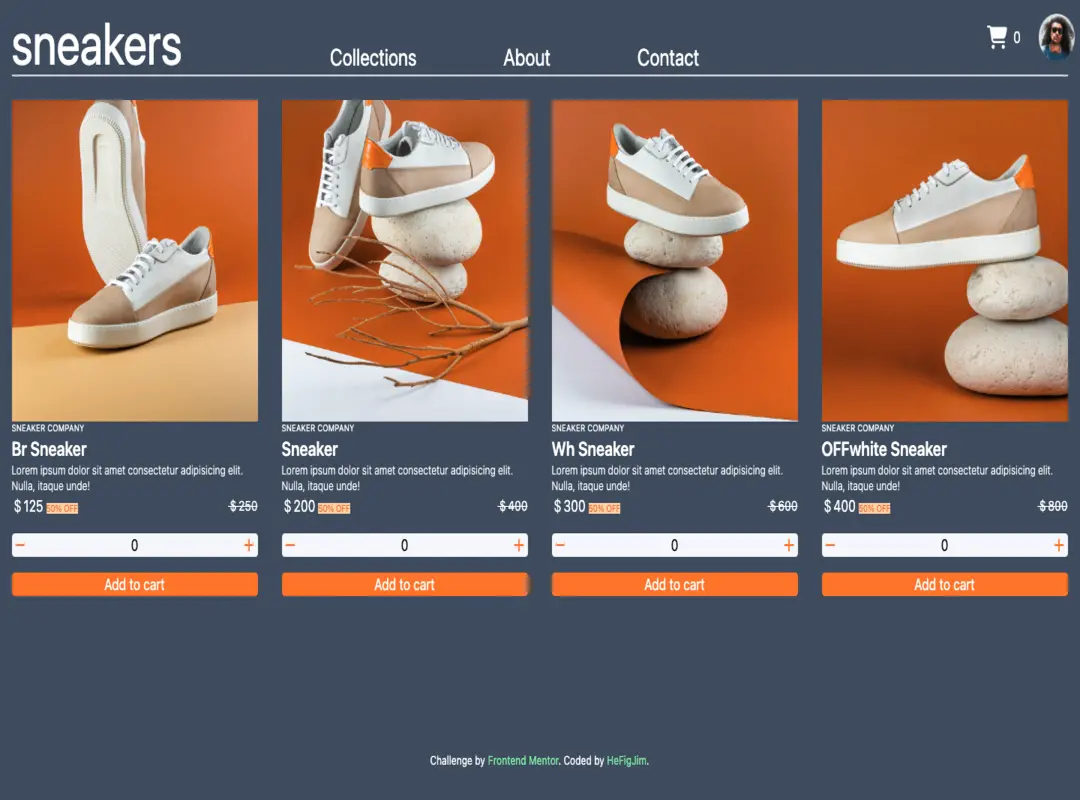 sneakers
Collections About Contact
0
SNEAKER COMPANY
Br Sneaker
Lorem ipsum dolor sit amet consectetur adipisicing elit.
Nulla, itaque unde!
$ 125 50% OFF $ 250
− 0 +
Add to cart
SNEAKER COMPANY
Sneaker
Lorem ipsum dolor sit amet consectetur adipisicing elit.
Nulla, itaque unde!
$ 200 50% OFF $ 400
− 0 +
Add to cart
SNEAKER COMPANY
Wh Sneaker
Lorem ipsum dolor sit amet consectetur adipisicing elit.
Nulla, itaque unde!
$ 300 50% OFF $ 600
− 0 +
Add to cart
SNEAKER COMPANY
OFFwhite Sneaker
Lorem ipsum dolor sit amet consectetur adipisicing elit.
Nulla, itaque unde!
$ 400 50% OFF $ 800
− 0 +
Add to cart
Challenge by Frontend Mentor. Coded by HeFigJim.